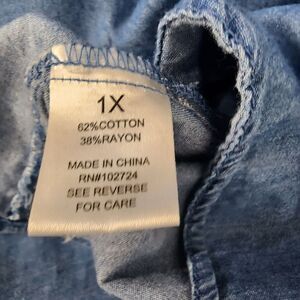 1X
62%COTTON
38%RAYON
MADE IN CHINA
RN#102724
SEE REVERSE
FOR CARE